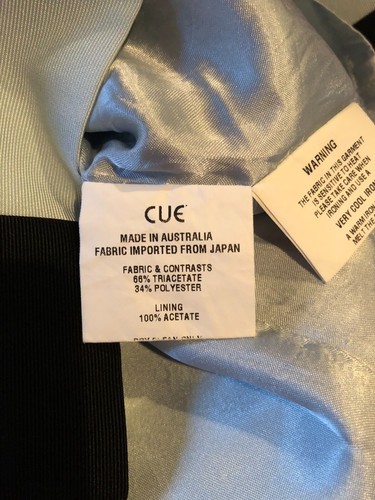 CUE
MADE IN AUSTRALIA
FABRIC IMPORTED FROM JAPAN
FABRIC & CONTRASTS
66% TRIACETATE
34% POLYESTER
LINING
100% ACETATE
WARNING
THE FABRIC IN THIS GARMENT
IS SENSITIVE TO HEAT
PLEASE TAKE CARE WHEN
IRONING AND USE A
VERY COOL IRON
A WARM IRON